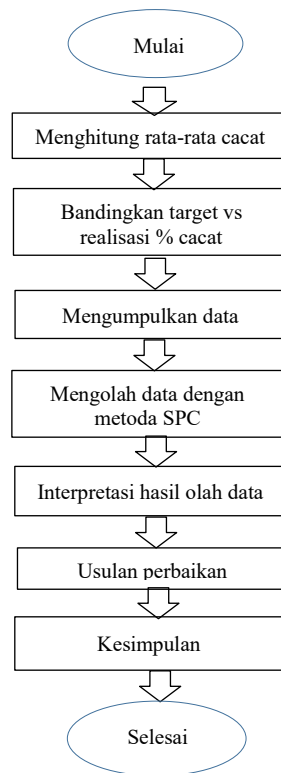 Mulai
Menghitung rata-rata cacat
Bandingkan target vs
realisasi % cacat
Mengumpulkan data
Mengolah data dengan
metoda SPC
Interpretasi hasil olah data
Usulan perbaikan
Kesimpulan
Selesai